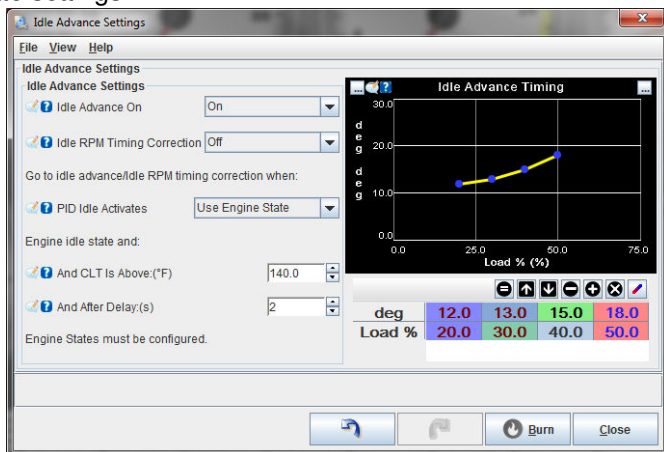 Idle Advance Settings
File View Help
Idle Advance Settings
Idle Advance Settings
Idle Advance On On
Idle RPM Timing Correction Off
Go to idle advance/Idle RPM timing correction when:
PID Idle Activates Use Engine State
Engine idle state and:
And CLT Is Above:(°F) 140.0
And After Delay:(s) 2
Engine States must be configured.
... Idle Advance Timing ...
30.0
20.0
10.0
0.0
deg deg
0.0 25.0 50.0 75.0
Load % (%)
deg 12.0 13.0 15.0 18.0
Load % 20.0 30.0 40.0 50.0
Burn Close